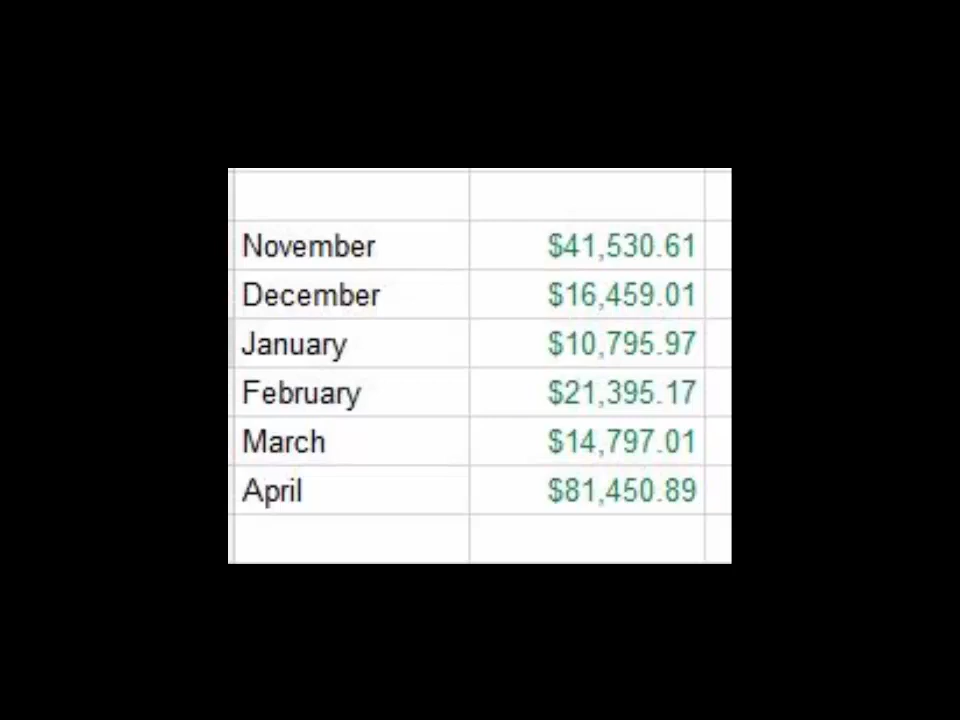 November $41,530.61
December $16,459.01
January $10,795.97
February $21,395.17
March $14,797.01
April $81,450.89